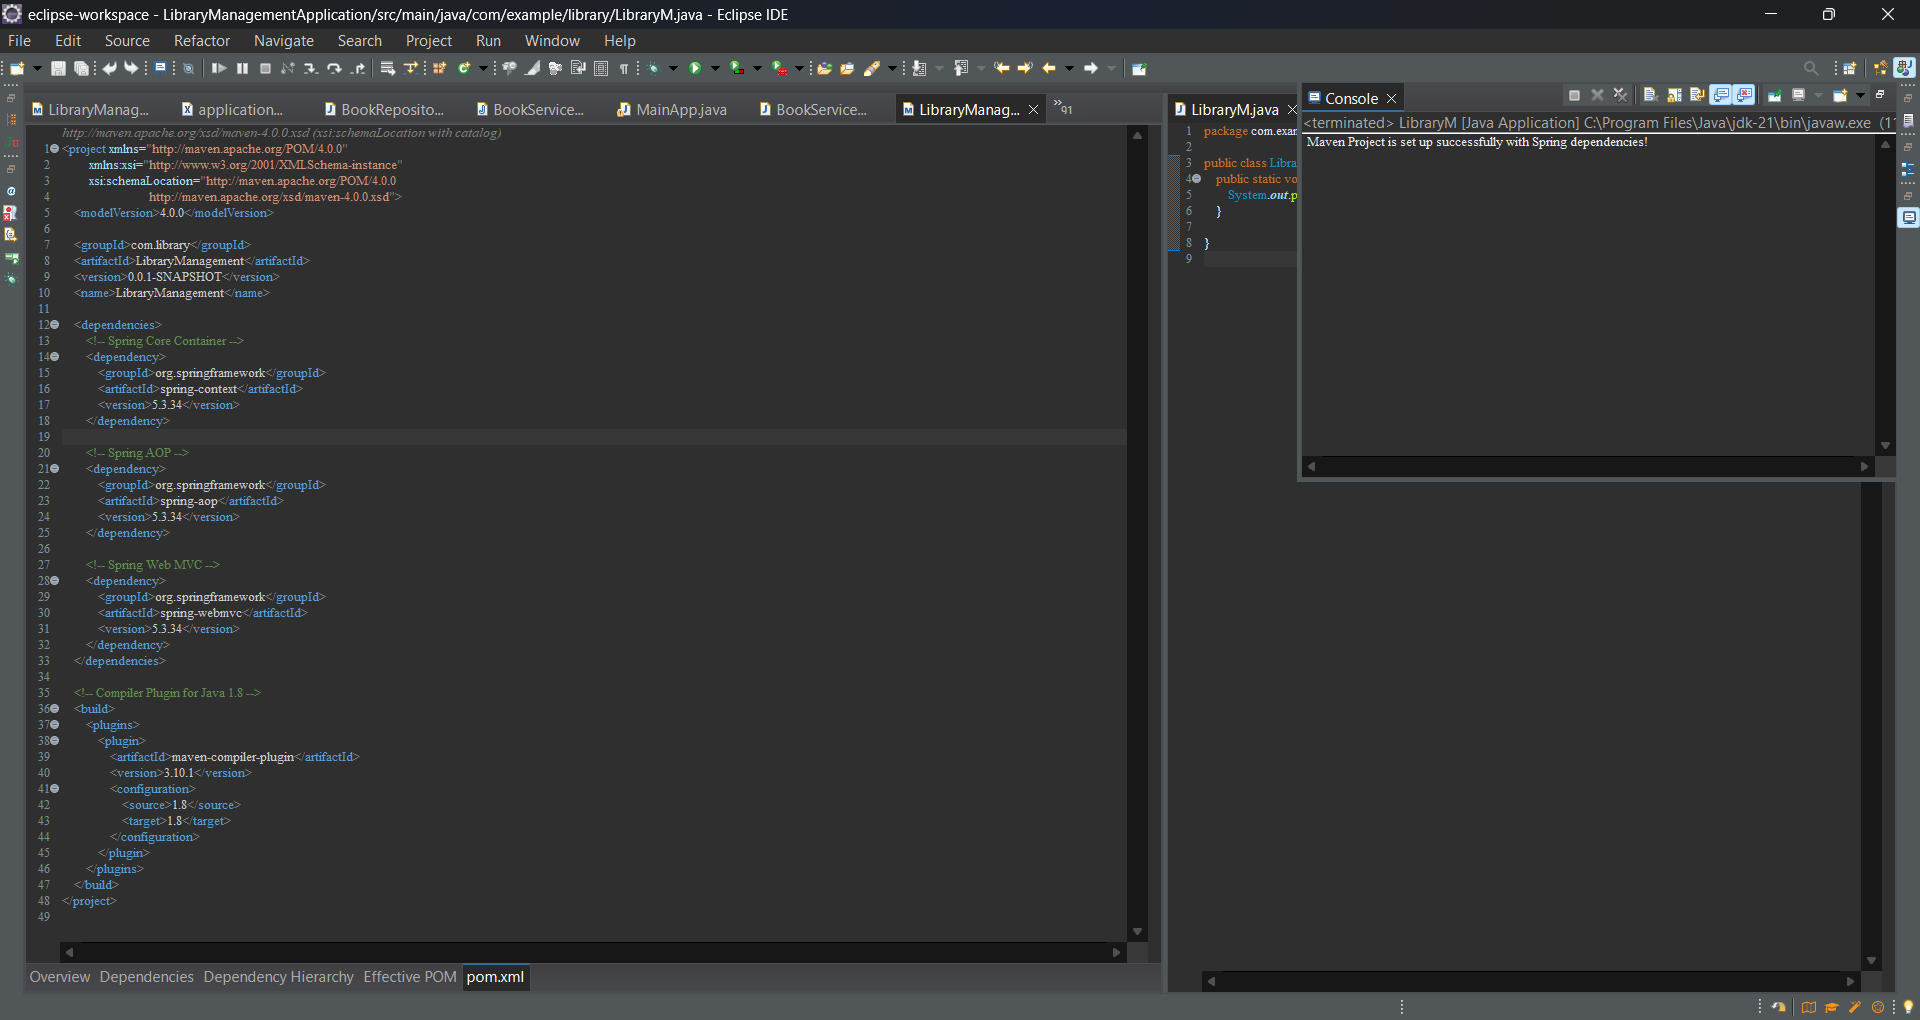 eclipse-workspace - LibraryManagementApplication/src/main/java/com/example/library/LibraryM.java - Eclipse IDE
File Edit Source Refactor Navigate Search Project Run Window Help
LibraryManag... application... BookReposito... BookService... MainApp.java BookService... LibraryManag... »91
http://maven.apache.org/xsd/maven-4.0.0.xsd (xsi:schemaLocation with catalog)
1 <project xmlns="http://maven.apache.org/POM/4.0.0"
2 xmlns:xsi="http://www.w3.org/2001/XMLSchema-instance"
3 xsi:schemaLocation="http://maven.apache.org/POM/4.0.0
4 http://maven.apache.org/xsd/maven-4.0.0.xsd">
5 <modelVersion>4.0.0</modelVersion>
6
7 <groupId>com.library</groupId>
8 <artifactId>LibraryManagement</artifactId>
9 <version>0.0.1-SNAPSHOT</version>
10 <name>LibraryManagement</name>
11
12 <dependencies>
13 <!-- Spring Core Container -->
14 <dependency>
15 <groupId>org.springframework</groupId>
16 <artifactId>spring-context</artifactId>
17 <version>5.3.34</version>
18 </dependency>
19
20 <!-- Spring AOP -->
21 <dependency>
22 <groupId>org.springframework</groupId>
23 <artifactId>spring-aop</artifactId>
24 <version>5.3.34</version>
25 </dependency>
26
27 <!-- Spring Web MVC -->
28 <dependency>
29 <groupId>org.springframework</groupId>
30 <artifactId>spring-webmvc</artifactId>
31 <version>5.3.34</version>
32 </dependency>
33 </dependencies>
34
35 <!-- Compiler Plugin for Java 1.8 -->
36 <build>
37 <plugins>
38 <plugin>
39 <artifactId>maven-compiler-plugin</artifactId>
40 <version>3.10.1</version>
41 <configuration>
42 <source>1.8</source>
43 <target>1.8</target>
44 </configuration>
45 </plugin>
46 </plugins>
47 </build>
48 </project>
49
Overview Dependencies Dependency Hierarchy Effective POM pom.xml
LibraryM.java
1 package com.exar
2
3 public class Libra
4 public static vo
5 System.out.p
6 }
7
8 }
9
Console
<terminated> LibraryM [Java Application] C:\Program Files\Java\jdk-21\bin\javaw.exe (11
Maven Project is set up successfully with Spring dependencies!